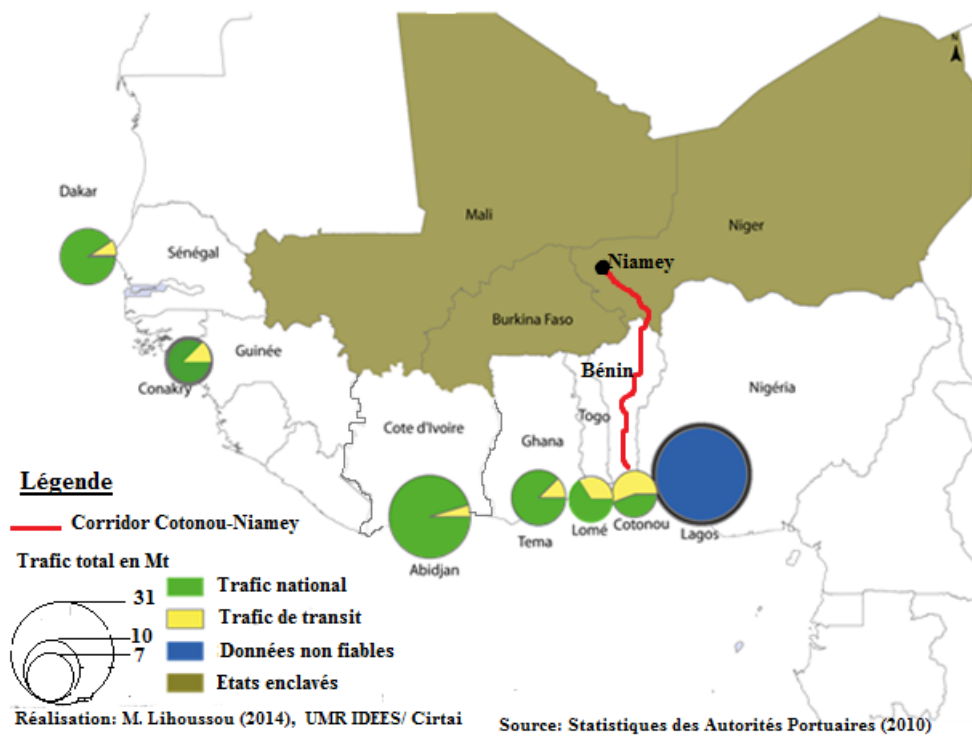 N
Dakar
Mali
Niger
Sénégal
Niamey
Burkina Faso
Guinée
Bénin
Conakry
Nigéria
Togo
Cote d'Ivoire
Ghana
Légende
Corridor Cotonou-Niamey
Tema
Lomé
Cotonou
Lagos
Abidjan
Trafic total en Mt
31
10
7
Trafic national
Trafic de transit
Données non fiables
Etats enclavés
Réalisation: M. Lihoussou (2014), UMR IDEES/ Cirtai
Source: Statistiques des Autorités Portuaires (2010)